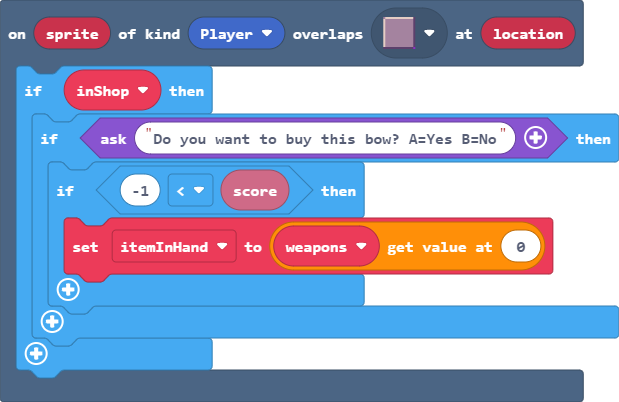 on sprite of kind Player overlaps at location
if inShop then
if ask "Do you want to buy this bow? A=Yes B=No" then
if -1 < score then
set itemInHand to weapons get value at 0